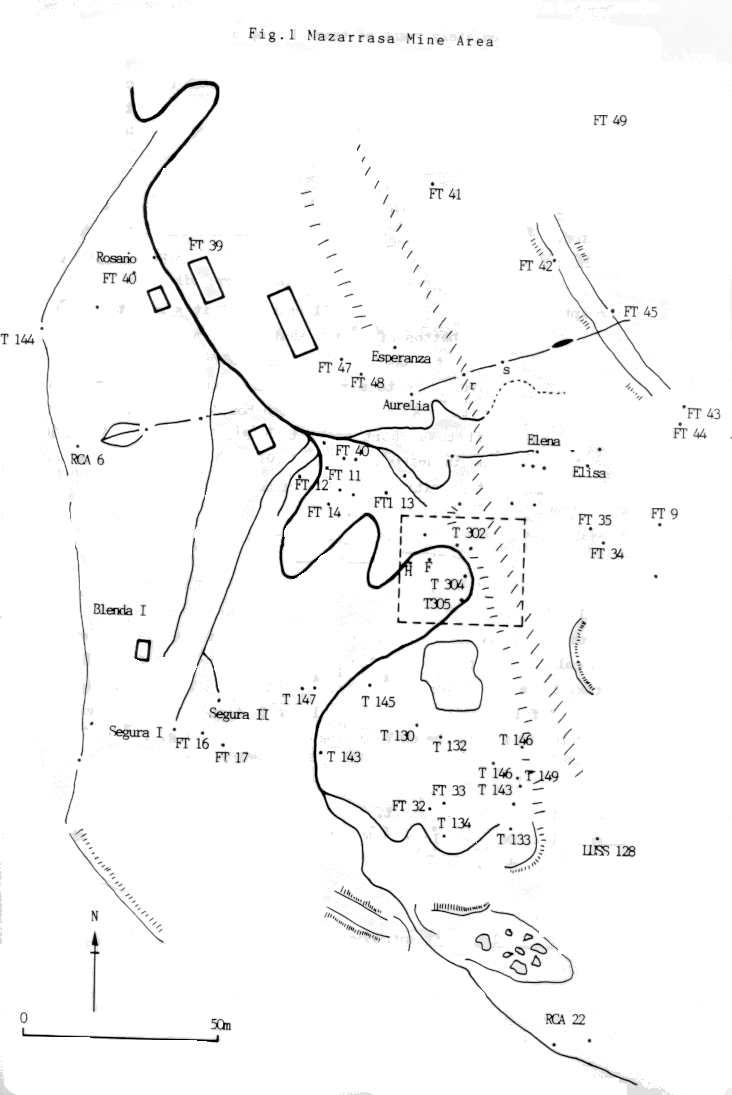 Fig.1 Mazarrasa Mine Area
FT 49
FT 41
FT 39
Rosario
FT 40
FT 42
FT 45
T 144
Esperanza
FT 47
FT 48
s
r
Aurelia
FT 43
FT 44
Elena
FT 40
RCA 6
FT 11
FT 12
Elisa
FT1 13
FT 14
FT 35
FT 9
T 302
FT 34
H
F
T 304
T305
Blenda I
T 147
T 145
Segura II
Segura I
FT 16
FT 17
T 130
T 132
T 146
T 143
T 146
T 149
FT 33
T 143
FT 32
T 134
T 133
LUSS 128
N
0
50m
RCA 22